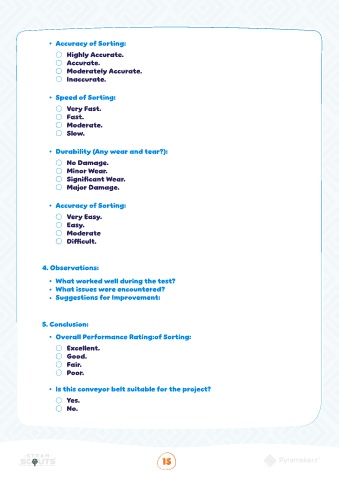 • Accuracy of Sorting:
Highly Accurate.
Accurate.
Moderately Accurate.
Inaccurate.
• Speed of Sorting:
Very Fast.
Fast.
Moderate.
Slow.
• Durability (Any wear and tear?):
No Damage.
Minor Wear.
Significant Wear.
Major Damage.
• Accuracy of Sorting:
Very Easy.
Easy.
Moderate
Difficult.
4. Observations:
• What worked well during the test?
• What issues were encountered?
• Suggestions for Improvement:
5. Conclusion:
• Overall Performance Rating:of Sorting:
Excellent.
Good.
Fair.
Poor.
• Is this conveyor belt suitable for the project?
Yes.
No.
SCOUTS
15
Pyramakerz